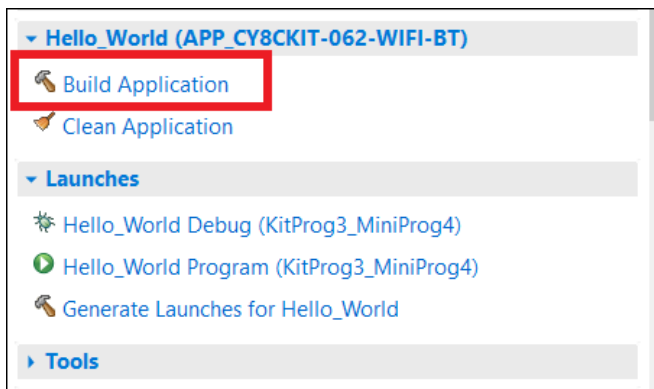 Hello_World (APP_CY8CKIT-062-WIFI-BT)
Build Application
Clean Application
Launches
Hello_World Debug (KitProg3_MiniProg4)
Hello_World Program (KitProg3_MiniProg4)
Generate Launches for Hello_World
Tools